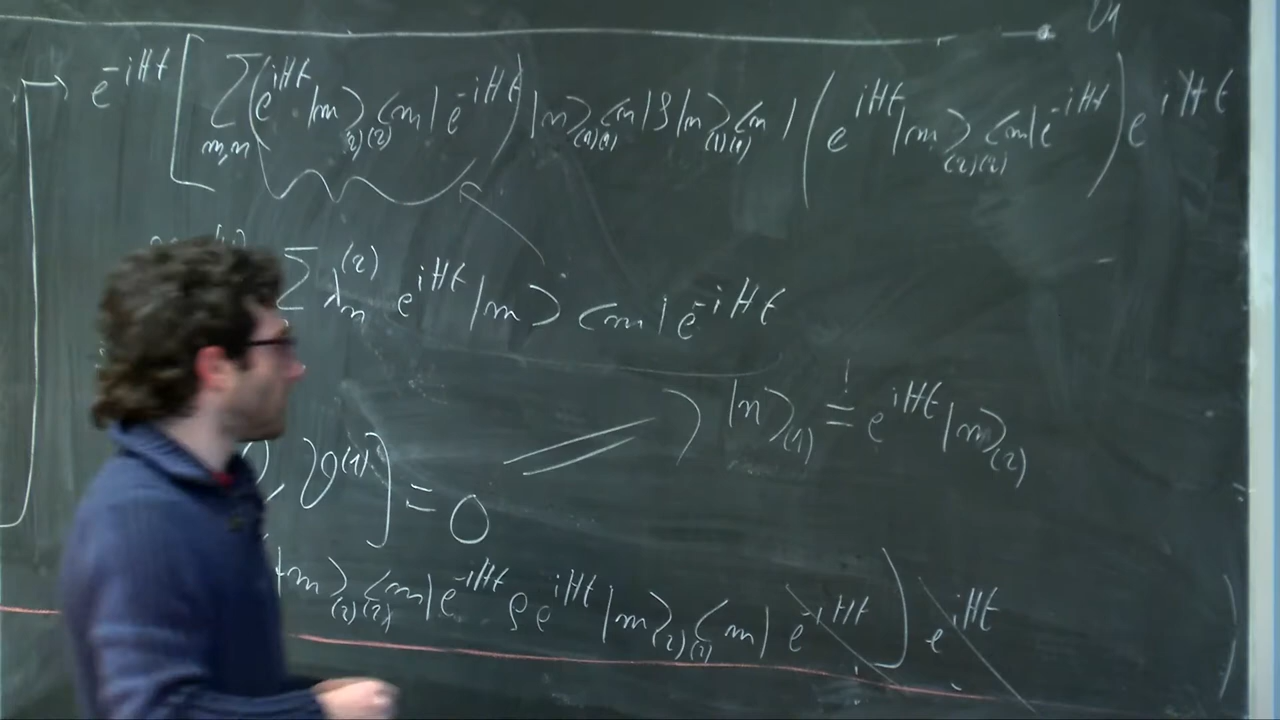 U₁
→ e^{-iHt} [ Σ_{m,n} ( e^{iHt} |m⟩_{(2)(2)}⟨m| e^{-iHt} ) |n⟩_{(1)(1)}⟨n| ρ |n⟩_{(1)(1)}⟨n | ( e^{iHt} |m⟩_{(2)(2)}⟨m| e^{-iHt} ) e^{iHt}
Σ λ_m^{(2)} e^{iHt} |m⟩ ⟨m| e^{-iHt}
⟩ |n⟩_{(1)} =^{!} e^{iHt} |m⟩_{(2)}
, O^{(1)} ] = 0
|m⟩_{(2)(2)}⟨m| e^{-iHt} ρ e^{iHt} |m⟩_{(2)(2)}⟨m| e^{-iHt} ] e^{iHt} )